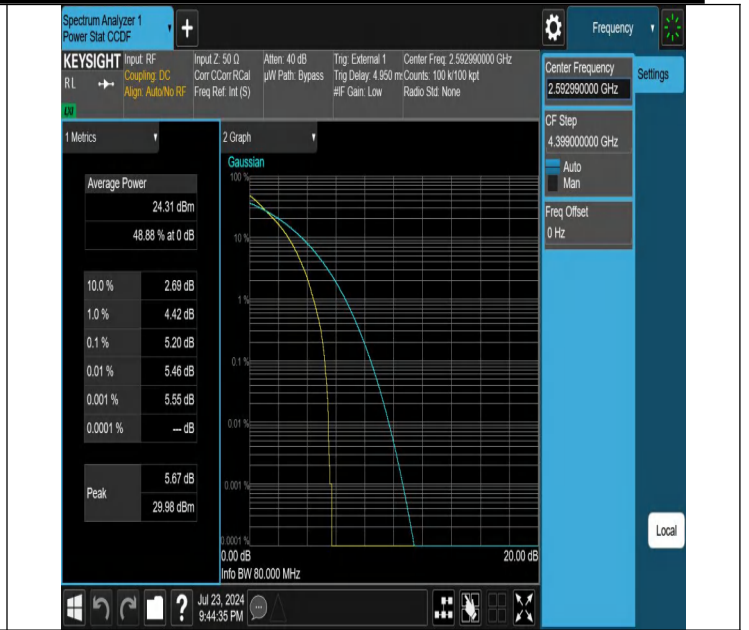 Spectrum Analyzer 1
Power Stat CCDF
+
Frequency
KEYSIGHT
RL
Input: RF
Coupling: DC
Align: Auto/No RF
Input Z: 50 Ω
Corr CCorr RCal
Freq Ref: Int (S)
Atten: 40 dB
µW Path: Bypass
Trig: External 1
Trig Delay: 4.950 ms
#IF Gain: Low
Center Freq: 2.592990000 GHz
Counts: 100 k/100 kpt
Radio Std: None
Center Frequency
2.592990000 GHz
Settings
CF Step
4.399000000 GHz
Auto
Man
Freq Offset
0 Hz
1 Metrics
Average Power
24.31 dBm
48.88 % at 0 dB
10.0 % 2.69 dB
1.0 % 4.42 dB
0.1 % 5.20 dB
0.01 % 5.46 dB
0.001 % 5.55 dB
0.0001 % --- dB
Peak
5.67 dB
29.98 dBm
2 Graph
Gaussian
100 %
10 %
1 %
0.1 %
0.01 %
0.001 %
0.0001 %
0.00 dB 20.00 dB
Info BW 80.000 MHz
Local
?
Jul 23, 2024
9:44:35 PM